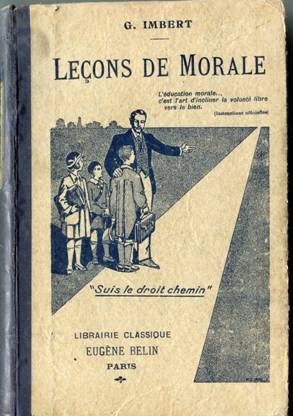 G. IMBERT
LEÇONS DE MORALE
L'éducation morale...
c'est l'art d'incliner la volonté libre
vers le bien.
(Instructions officielles)
"Suis le droit chemin"
LIBRAIRIE CLASSIQUE
EUGÈNE BELIN
PARIS